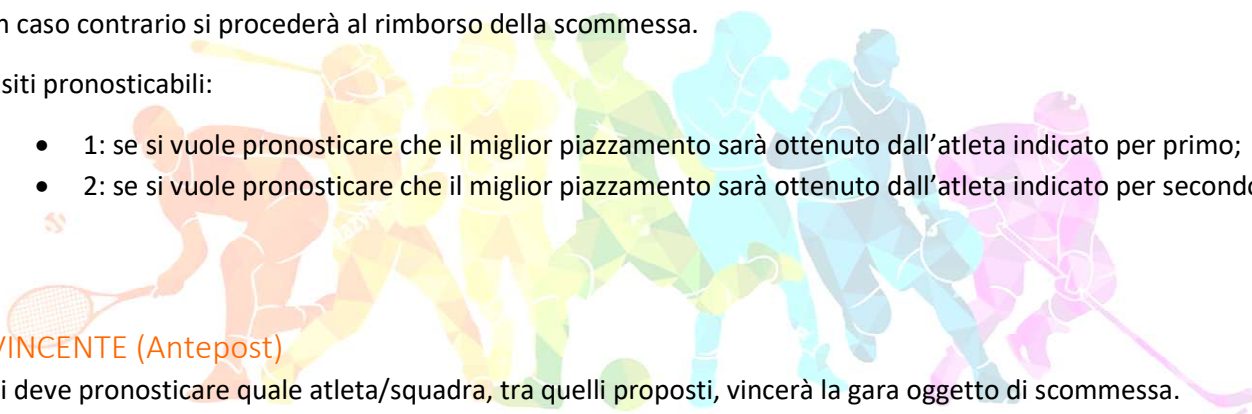 caso contrario si procederà al rimborso della scommessa.
pronosticabili:
• 1: se si vuole pronosticare che il miglior piazzamento sarà ottenuto dall'atleta indicato per primo;
• 2: se si vuole pronosticare che il miglior piazzamento sarà ottenuto dall'atleta indicato per secondo
VINCENTE (Antepost)
deve pronosticare quale atleta/squadra, tra quelli proposti, vincerà la gara oggetto di scommessa.